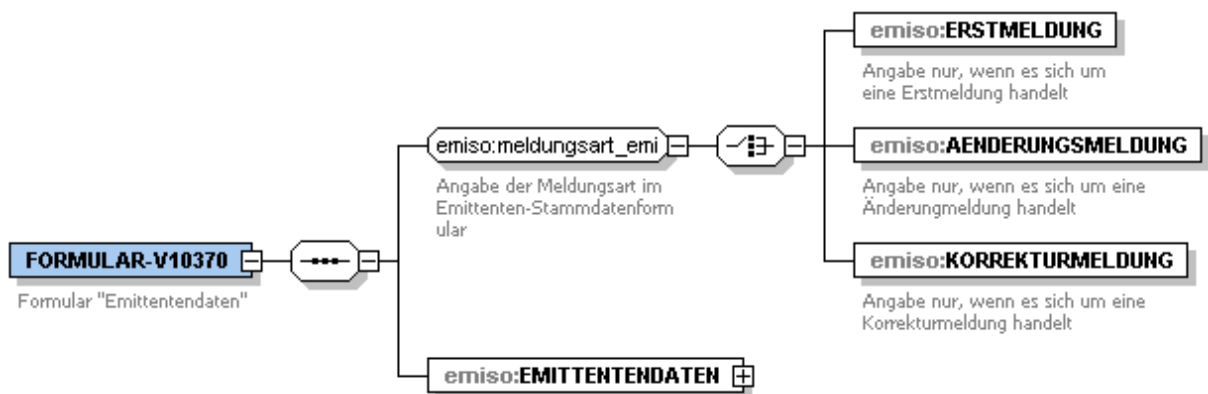 FORMULAR-V10370
Formular "Emittentendaten"
emiso:meldungsart_emi
Angabe der Meldungsart im
Emittenten-Stammdatenform
ular
emiso:ERSTMELDUNG
Angabe nur, wenn es sich um
eine Erstmeldung handelt
emiso:AENDERUNGSMELDUNG
Angabe nur, wenn es sich um eine
Änderungmeldung handelt
emiso:KORREKTURMELDUNG
Angabe nur, wenn es sich um eine
Korrekturmeldung handelt
emiso:EMITTENTENDATEN